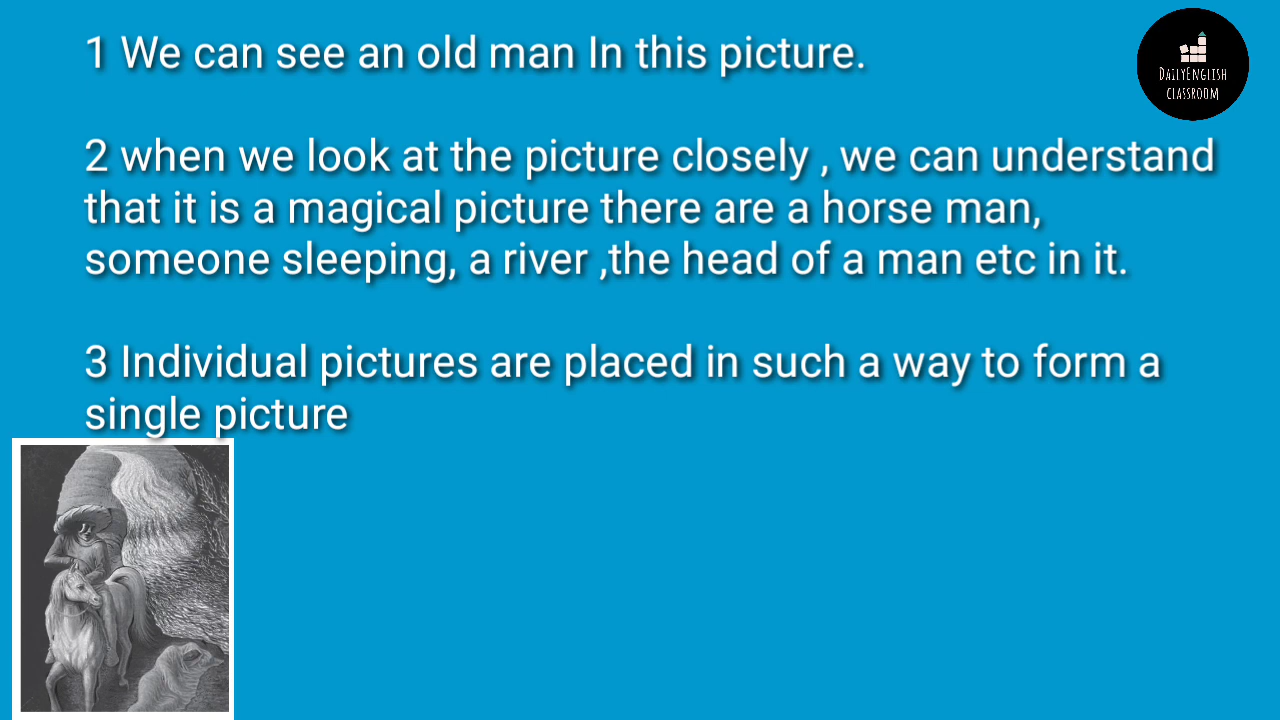 1 We can see an old man In this picture.
DailyEnglish
classroom
2 when we look at the picture closely , we can understand
that it is a magical picture there are a horse man,
someone sleeping, a river ,the head of a man etc in it.
3 Individual pictures are placed in such a way to form a
single picture